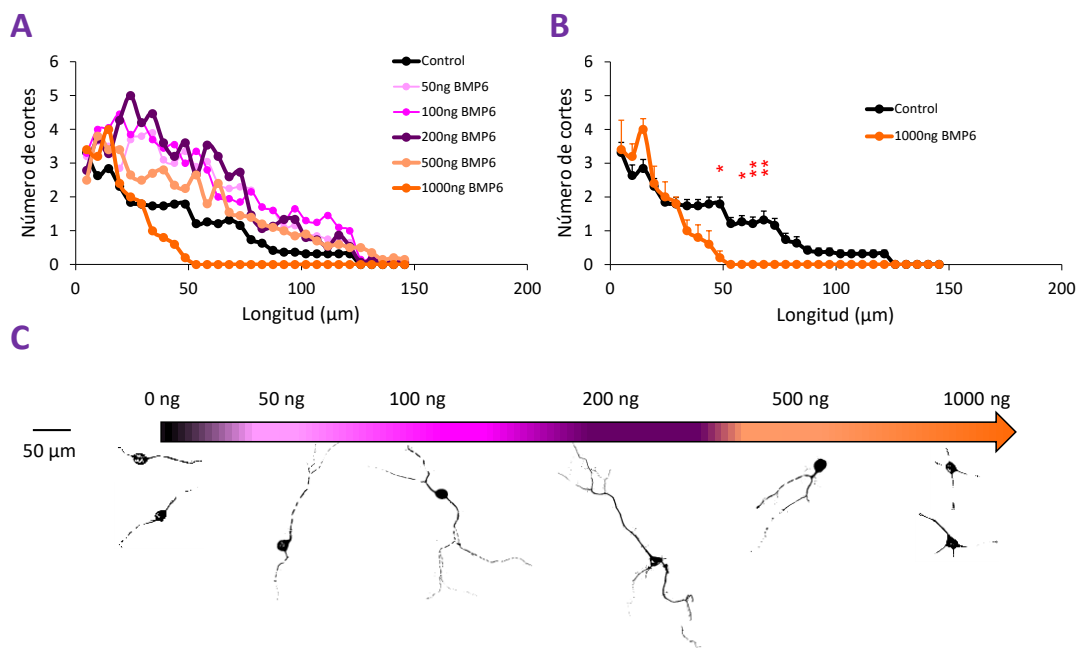 A
Número de cortes
6
5
4
3
2
1
0
0
50
100
150
200
Longitud (µm)
Control
50ng BMP6
100ng BMP6
200ng BMP6
500ng BMP6
1000ng BMP6
B
Número de cortes
6
5
4
3
2
1
0
0
50
100
150
200
Longitud (µm)
Control
1000ng BMP6
*
*
**
**
C
0 ng
50 ng
100 ng
200 ng
500 ng
1000 ng
50 µm